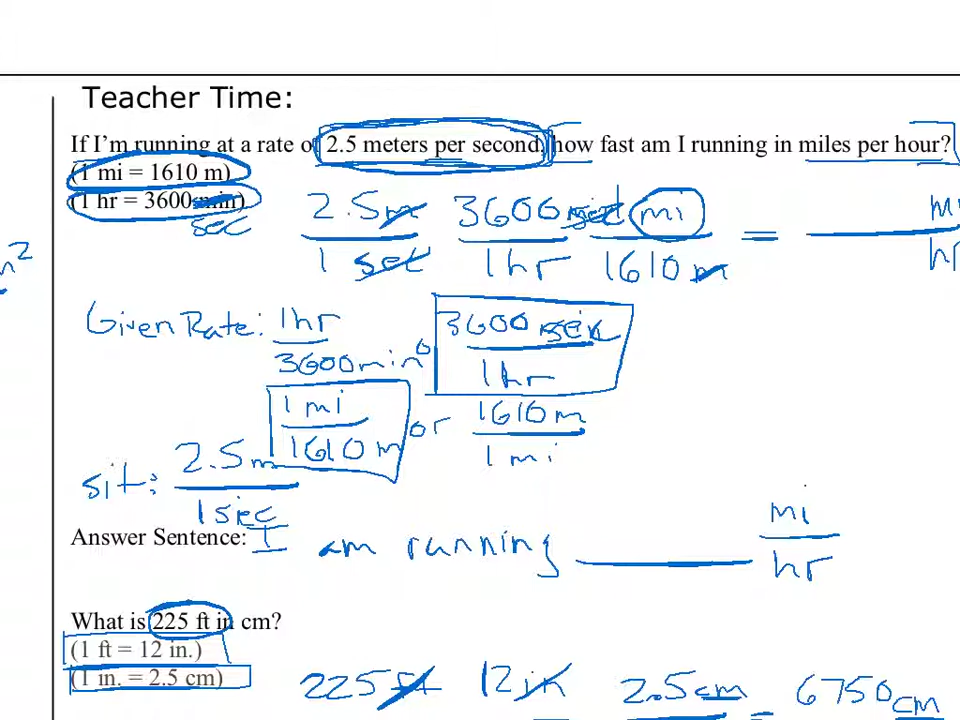 Teacher Time:
If I'm running at a rate of 2.5 meters per second, how fast am I running in miles per hour?
(1 mi = 1610 m)
(1 hr = 3600 min)
sec
2.5 m 3600 mi
1 sec 1 hr 1610 m = mi hr
Given Rate: 1 hr 3600 min or 3600 sec 1 hr
1 mi 1610 m or 1610 m 1 mi
sit: 2.5 m 1 sec
Answer Sentence: I am running ____ mi hr
What is 225 ft in cm?
(1 ft = 12 in.)
(1 in. = 2.5 cm)
225 ft 12 in 2.5 cm = 6750 cm